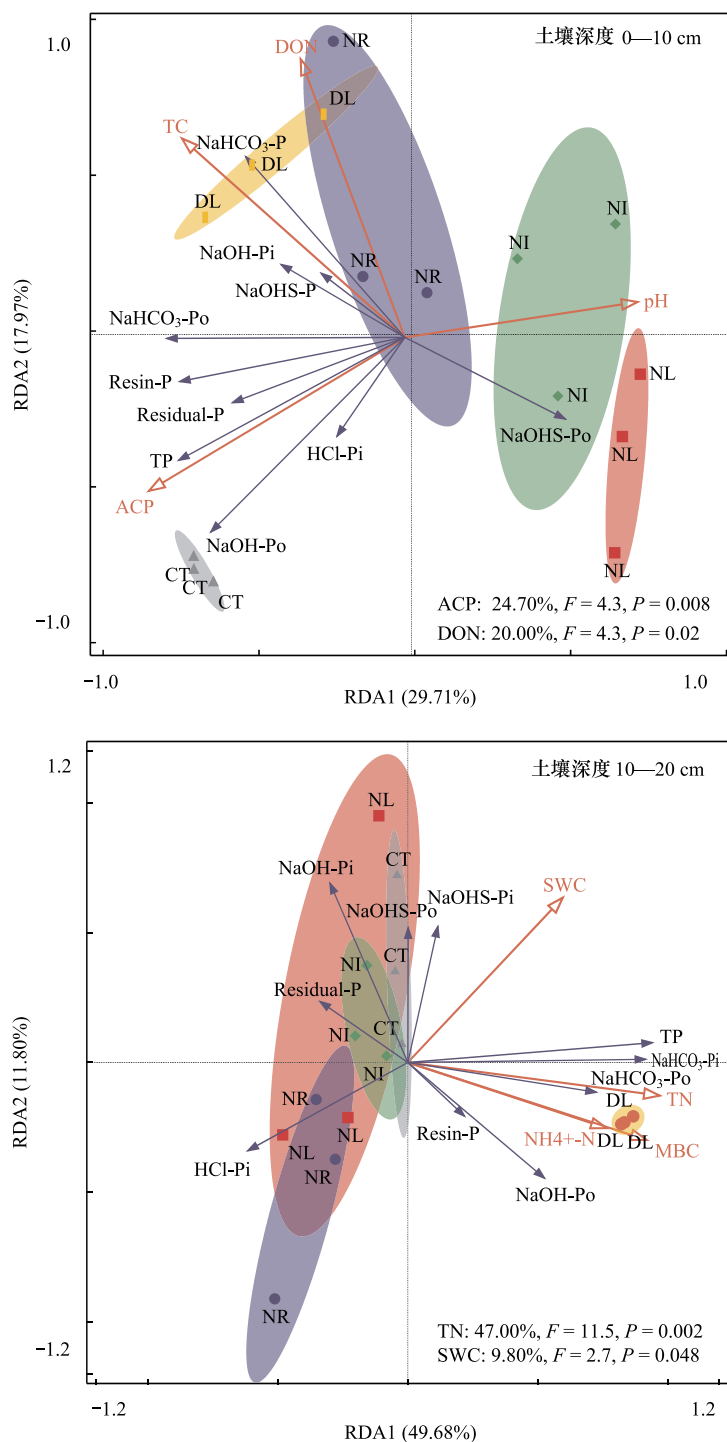 土壤深度 0—10 cm
1.0
DON
NR
DL
TC
NaHCO₃-P
DL
DL
NI
NI
NaOH-Pi
NaOHS-P
NR
NR
pH
NaHCO₃-Po
Resin-P
Residual-P
NL
NI
NaOHS-Po
HCl-Pi
TP
NL
ACP
NaOH-Po
CT
CT
CT
NL
ACP: 24.70%, F = 4.3, P = 0.008
DON: 20.00%, F = 4.3, P = 0.02
−1.0
RDA2 (17.97%)
−1.0
1.0
RDA1 (29.71%)
土壤深度 10—20 cm
1.2
NL
CT
NaOH-Pi
NaOHS-Pi
SWC
NaOHS-Po
NI
CT
Residual-P
NI
CT
TP
NaHCO₃-Pi
NI
NaHCO₃-Po
NR
DL
TN
Resin-P
NH4+-N
DL
DL
MBC
NL
NL
HCl-Pi
NR
NaOH-Po
NR
TN: 47.00%, F = 11.5, P = 0.002
SWC: 9.80%, F = 2.7, P = 0.048
−1.2
RDA2 (11.80%)
−1.2
1.2
RDA1 (49.68%)